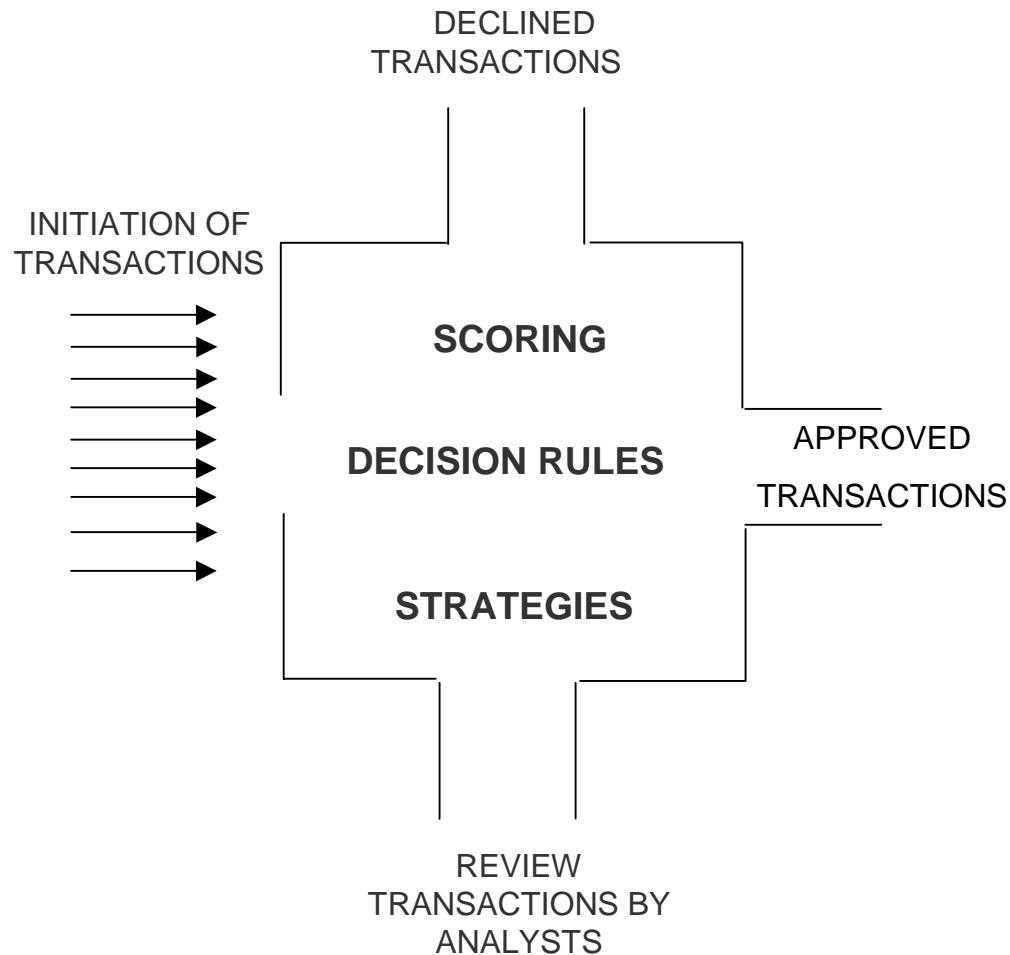 DECLINED
TRANSACTIONS
INITIATION OF
TRANSACTIONS
SCORING
DECISION RULES
STRATEGIES
APPROVED
TRANSACTIONS
REVIEW
TRANSACTIONS BY
ANALYSTS